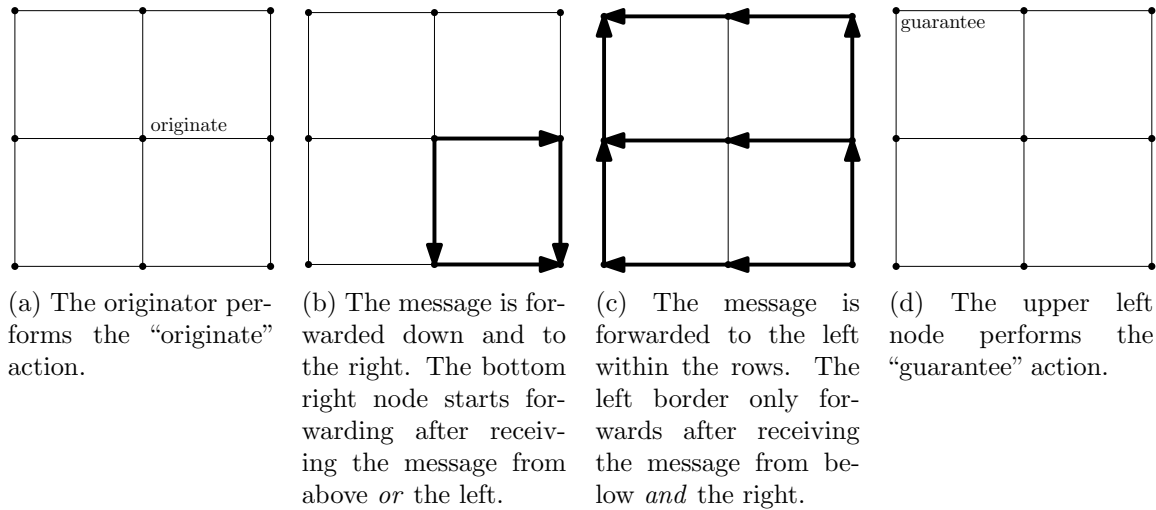 originate
guarantee
(a) The originator per-
forms the “originate”
action.
(b) The message is for-
warded down and to
the right. The bottom
right node starts for-
warding after receiv-
ing the message from
above or the left.
(c) The message is
forwarded to the left
within the rows. The
left border only for-
wards after receiving
the message from be-
low and the right.
(d) The upper left
node performs the
“guarantee” action.